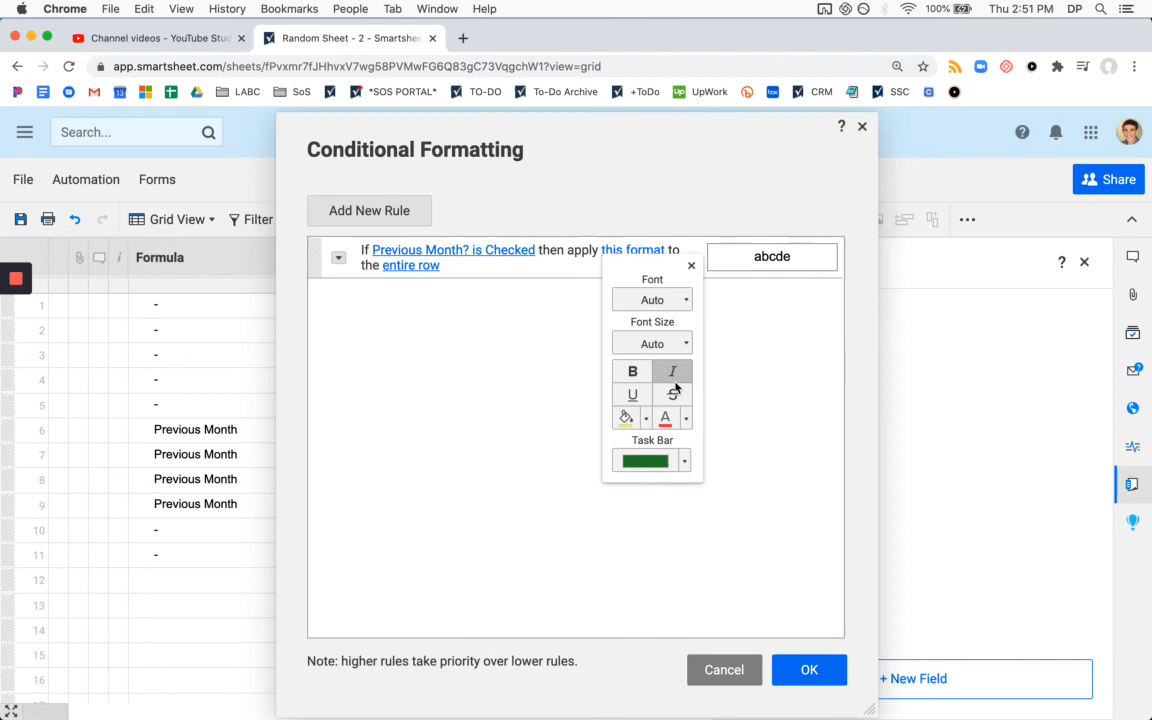 Chrome File Edit View History Bookmarks People Tab Window Help 100% Thu 2:51 PM DP
Channel videos - YouTube Stud
Random Sheet - 2 - Smartshe
app.smartsheet.com/sheets/fPvxmr7fJHhvxV7wg58PVMwFG6Q83gC73VqgchW1?view=grid
LABC SoS *SOS PORTAL* TO-DO To-Do Archive +ToDo UpWork CRM SSC
Search...
File Automation Forms
Share
Grid View Filter
Formula
1 -
2 -
3 -
4 -
5 -
6 Previous Month
7 Previous Month
8 Previous Month
9 Previous Month
10 -
11 -
12
13
14
15
16
Conditional Formatting
?
Add New Rule
If Previous Month? is Checked then apply this format to
the entire row
abcde
Font
Auto
Font Size
Auto
B I
U S
A
Task Bar
Note: higher rules take priority over lower rules.
Cancel
OK
?
+ New Field